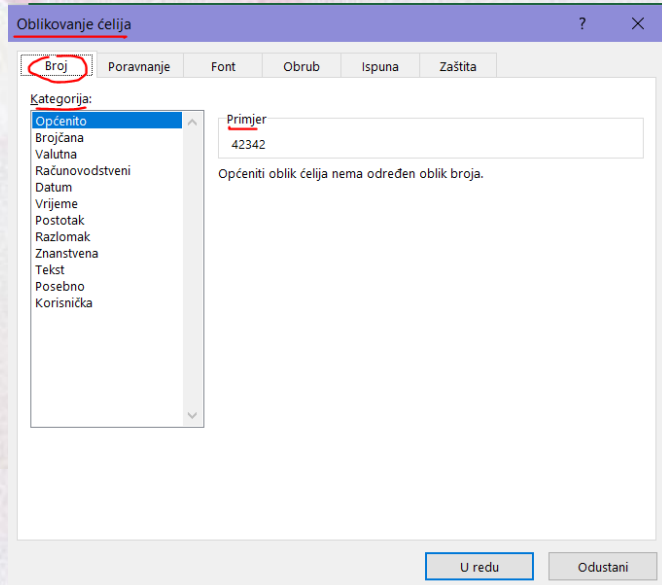 Oblikovanje ćelija ? ×
Broj Poravnanje Font Obrub Ispuna Zaštita
Kategorija:
Općenito
Brojčana
Valutna
Računovodstveni
Datum
Vrijeme
Postotak
Razlomak
Znanstvena
Tekst
Posebno
Korisnička
Primjer
42342
Općeniti oblik ćelija nema određen oblik broja.
U redu Odustani